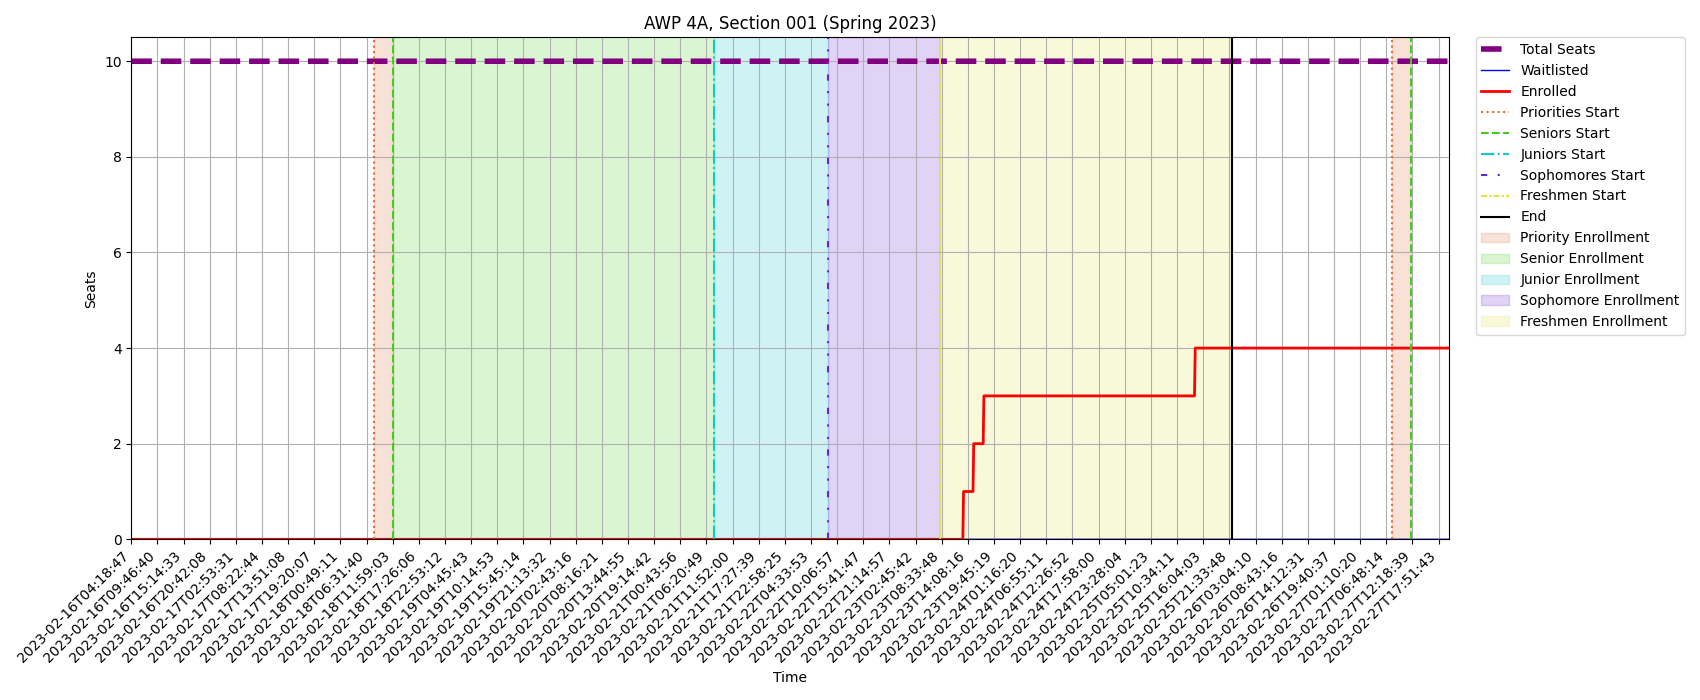 AWP 4A, Section 001 (Spring 2023)
Seats
10
8
6
4
2
0
2023-02-16T04:18:47
2023-02-16T09:46:40
2023-02-16T15:14:33
2023-02-16T20:42:08
2023-02-17T02:53:31
2023-02-17T08:22:44
2023-02-17T13:51:08
2023-02-17T19:20:07
2023-02-18T00:49:11
2023-02-18T06:31:40
2023-02-18T11:59:03
2023-02-18T17:26:06
2023-02-18T22:53:12
2023-02-19T04:45:43
2023-02-19T10:14:53
2023-02-19T15:45:14
2023-02-19T21:13:32
2023-02-20T02:43:16
2023-02-20T08:16:21
2023-02-20T13:44:55
2023-02-20T19:14:42
2023-02-21T00:43:56
2023-02-21T06:20:49
2023-02-21T11:52:00
2023-02-21T17:27:39
2023-02-21T22:58:25
2023-02-22T04:33:53
2023-02-22T10:06:57
2023-02-22T15:41:47
2023-02-22T21:14:57
2023-02-23T02:45:42
2023-02-23T08:33:48
2023-02-23T14:08:16
2023-02-23T19:45:19
2023-02-24T01:16:20
2023-02-24T06:55:11
2023-02-24T12:26:52
2023-02-24T17:58:00
2023-02-24T23:28:04
2023-02-25T05:01:23
2023-02-25T10:34:11
2023-02-25T16:04:03
2023-02-25T21:33:48
2023-02-26T03:04:10
2023-02-26T08:43:16
2023-02-26T14:12:31
2023-02-26T19:40:37
2023-02-27T01:10:20
2023-02-27T06:48:14
2023-02-27T12:18:39
2023-02-27T17:51:43
Time
Total Seats
Waitlisted
Enrolled
Priorities Start
Seniors Start
Juniors Start
Sophomores Start
Freshmen Start
End
Priority Enrollment
Senior Enrollment
Junior Enrollment
Sophomore Enrollment
Freshmen Enrollment